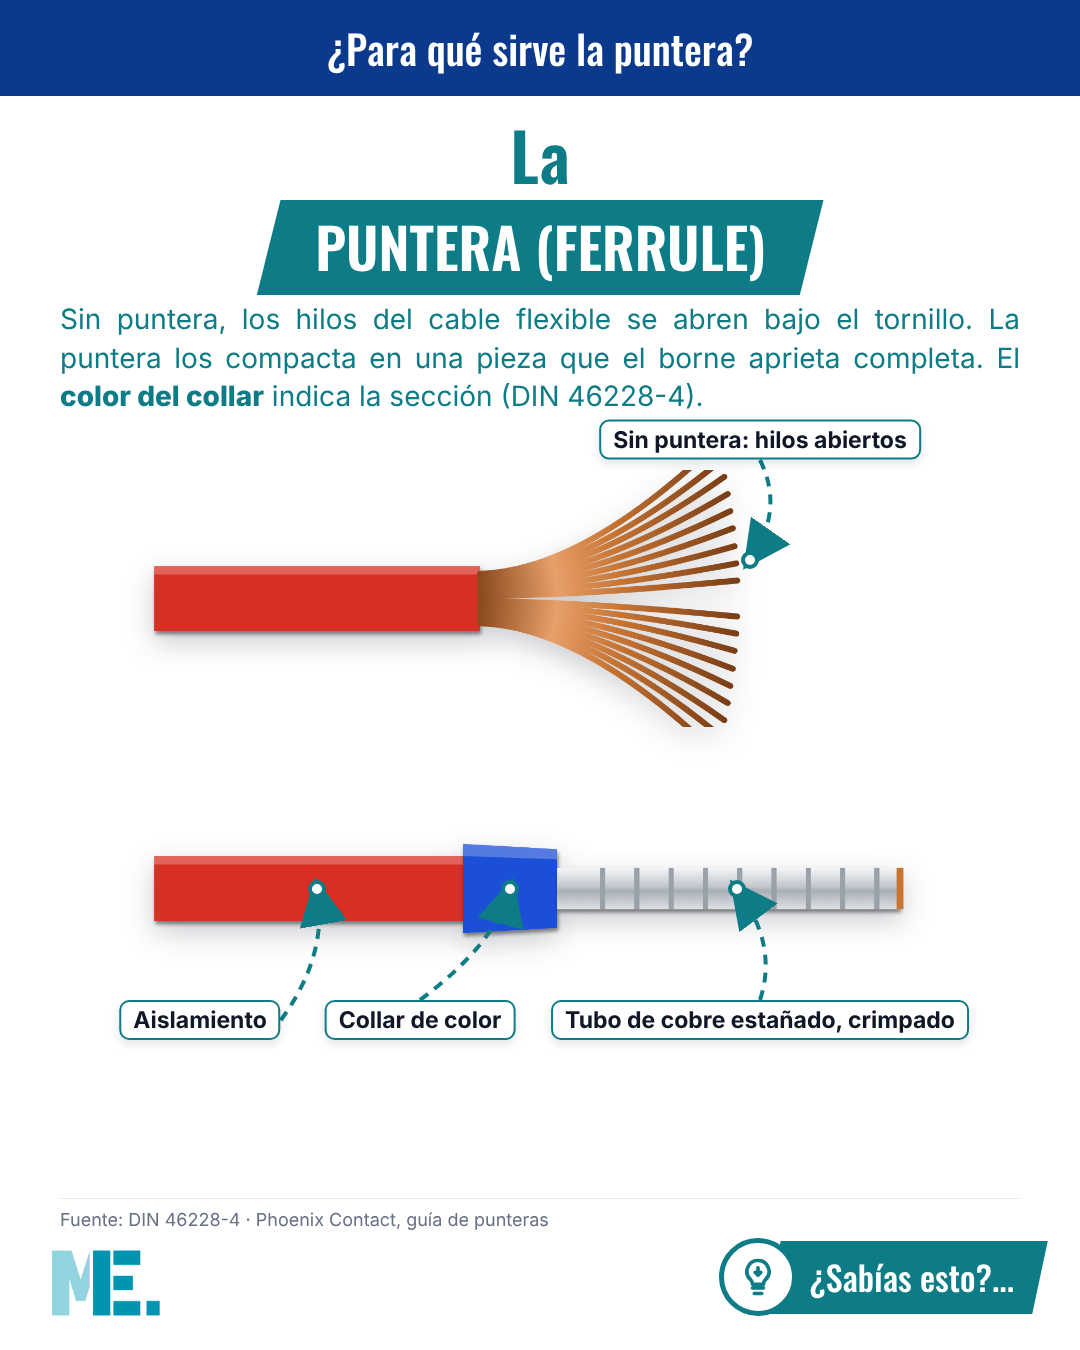 ¿Para qué sirve la puntera?
La
PUNTERA (FERRULE)
Sin puntera, los hilos del cable flexible se abren bajo el tornillo. La
puntera los compacta en una pieza que el borne aprieta completa. El
color del collar indica la sección (DIN 46228-4).
Sin puntera: hilos abiertos
Aislamiento
Collar de color
Tubo de cobre estañado, crimpado
Fuente: DIN 46228-4 · Phoenix Contact, guía de punteras
ME.
¿Sabías esto?...